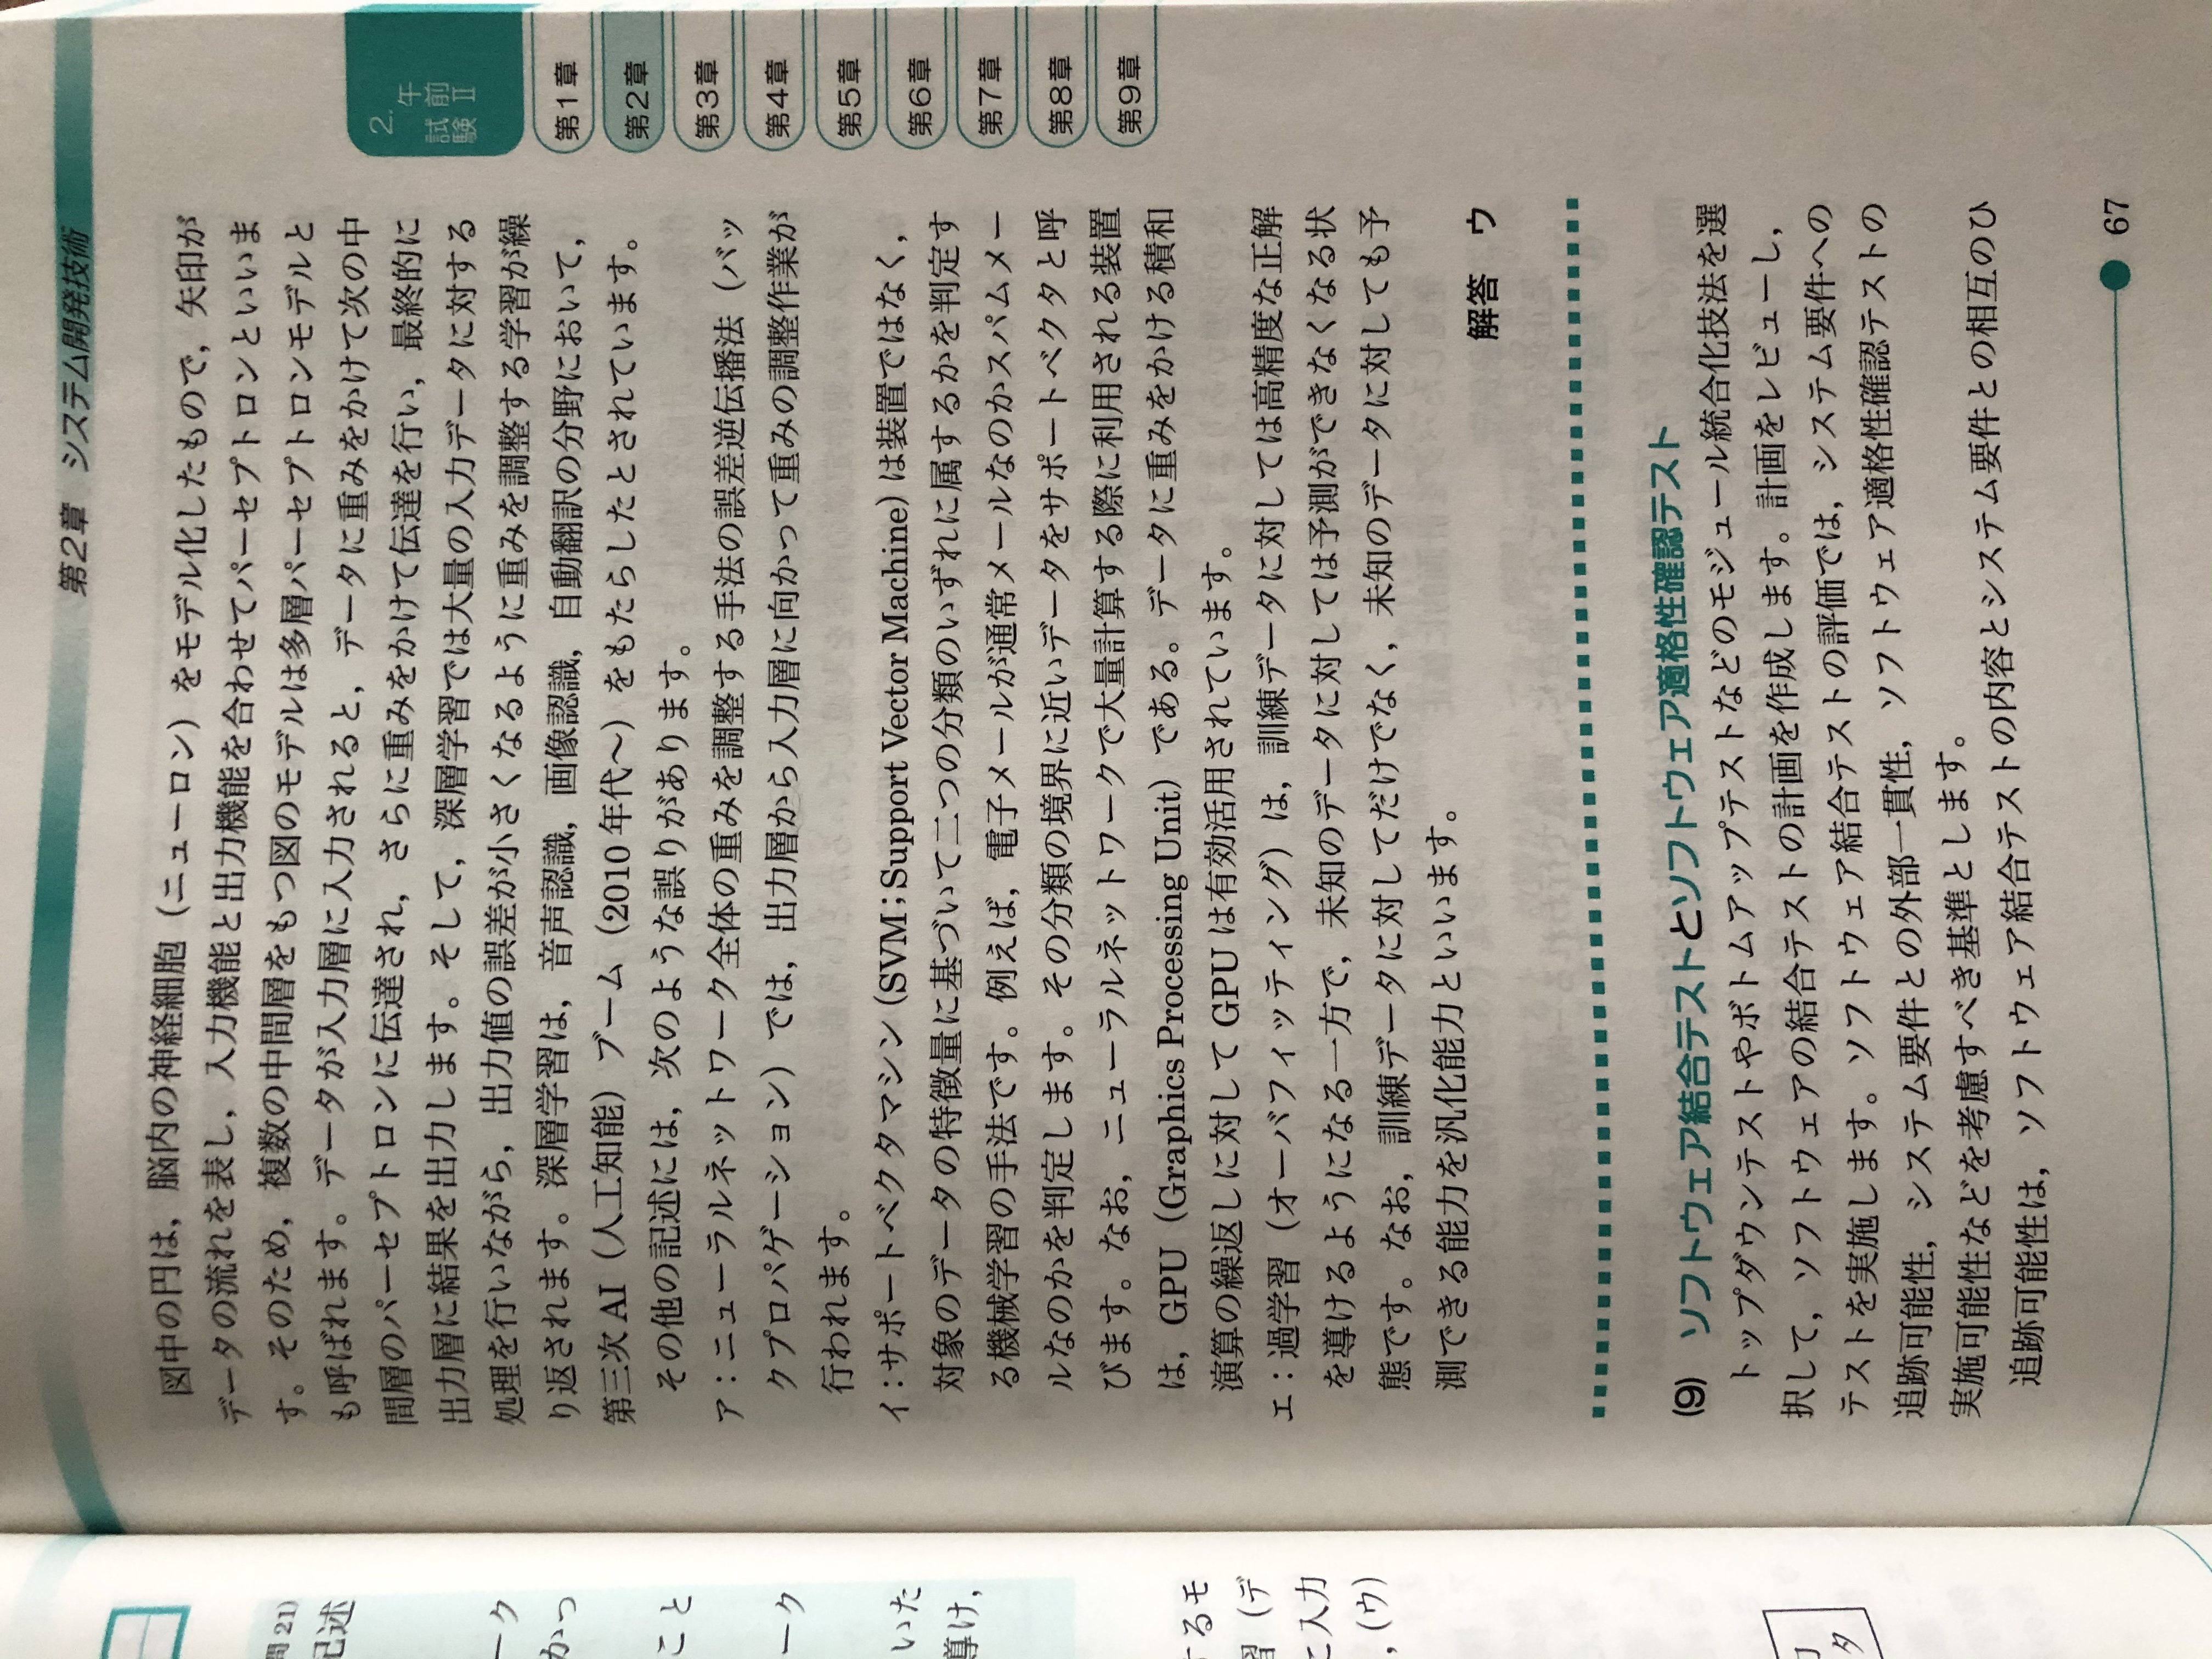 第2章　システム開発技術
図中の円は，脳内の神経細胞（ニューロン）をモデル化したもので，矢印が
データの流れを表し，入力機能と出力機能を合わせてパーセプトロンといいま
す。そのため，複数の中間層をもつ図のモデルは多層パーセプトロンモデルと
も呼ばれます。データが入力層に入力されると，データに重みをかけて次の中
間層のパーセプトロンに伝達され，さらに重みをかけて伝達を行い，最終的に
出力層に結果を出力します。そして，深層学習では大量の入力データに対する
処理を行いながら，出力値の誤差が小さくなるように重みを調整する学習が繰
り返されます。深層学習は，音声認識，画像認識，自動翻訳の分野において，
第三次 AI（人工知能）ブーム（2010 年代～）をもたらしたとされています。
その他の記述には，次のような誤りがあります。
ア：ニューラルネットワーク全体の重みを調整する手法の誤差逆伝播法（バッ
クプロパゲーション）では，出力層から入力層に向かって重みの調整作業が
行われます。
イ：サポートベクタマシン（SVM；Support Vector Machine）は装置ではなく，
対象のデータの特徴量に基づいて二つの分類のいずれに属するかを判定す
る機械学習の手法です。例えば，電子メールが通常メールなのかスパムメー
ルなのかを判定します。その分類の境界に近いデータをサポートベクタと呼
びます。なお，ニューラルネットワークで大量計算する際に利用される装置
は，GPU（Graphics Processing Unit）である。データに重みをかける積和
演算の繰返しに対して GPU は有効活用されています。
エ：過学習（オーバフィッティング）は，訓練データに対しては高精度な正解
を導けるようになる一方で，未知のデータに対しては予測ができなくなる状
態です。なお，訓練データに対してだけでなく，未知のデータに対しても予
測できる能力を汎化能力といいます。
解答　ウ
(9)　ソフトウェア結合テストとソフトウェア適格性確認テスト
トップダウンテストやボトムアップテストなどのモジュール統合化技法を選
択して，ソフトウェアの結合テストの計画を作成します。計画をレビューし，
テストを実施します。ソフトウェア結合テストの評価では，システム要件への
追跡可能性，システム要件との外部一貫性，ソフトウェア適格性確認テストの
実施可能性などを考慮すべき基準とします。
追跡可能性は，ソフトウェア結合テストの内容とシステム要件との相互のひ
67
2.
午前Ⅱ
試験
第1章
第2章
第3章
第4章
第5章
第6章
第7章
第8章
第9章
問21)
記述
ーク
かっ
こと
ーク
いた
導け，
するモ
習（デ
に入力
，(ウ)
タ